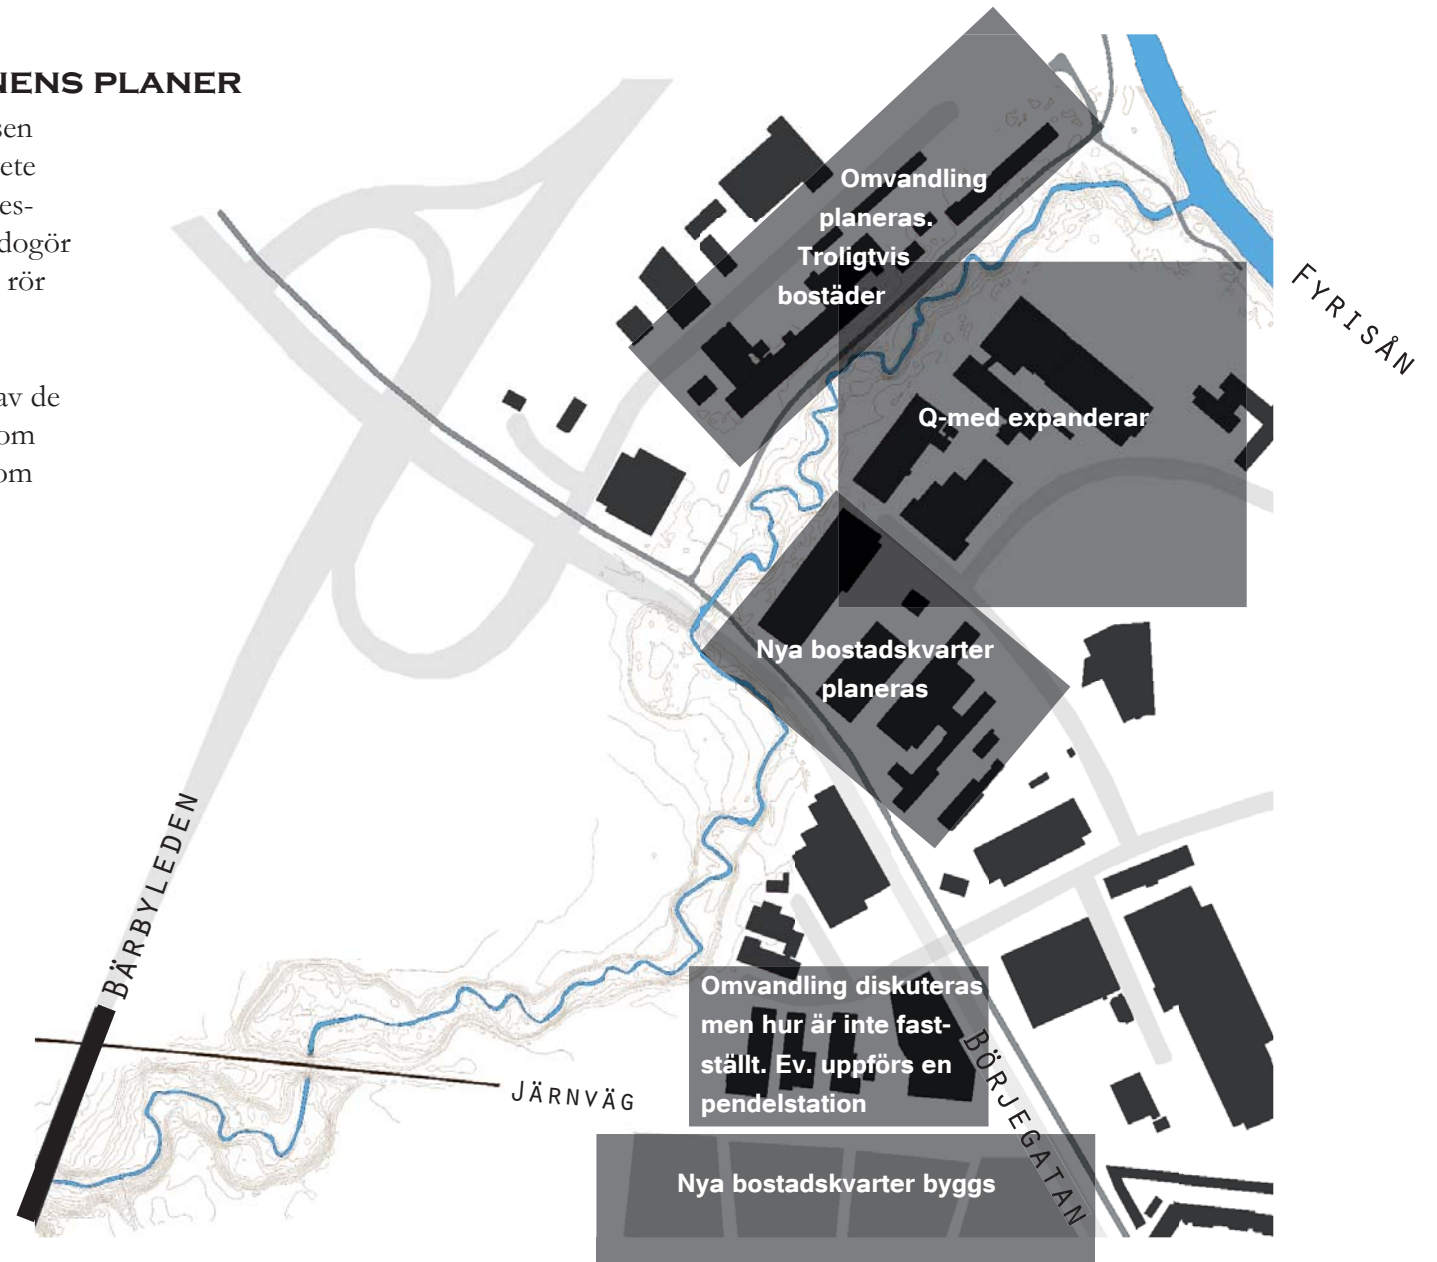 NENS PLANER
sen
ete
es-
dogör
rör
av de
om
om
Omvandling
planeras.
Troligtvis
bostäder
FYRISÅN
Q-med expanderar
Nya bostadskvarter
planeras
BÄRBYLEDEN
JÄRNVÄG
Omvandling diskuteras
men hur är inte fast-
ställt. Ev. uppförs en
pendelstation
BÖRJEGATAN
Nya bostadskvarter byggs